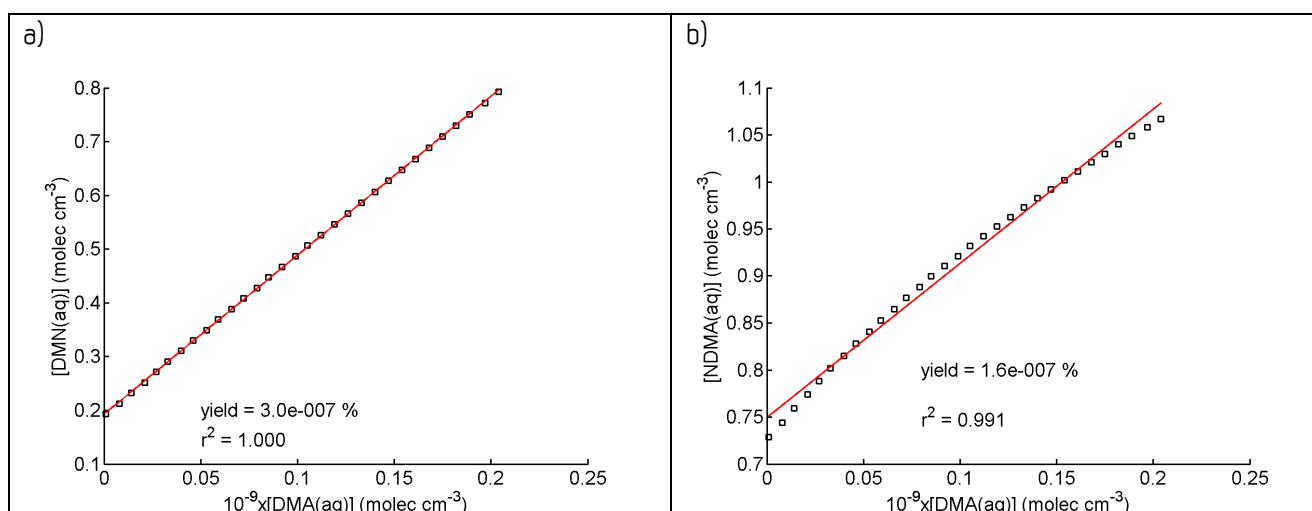 a)
0.8
0.7
0.6
0.5
0.4
0.3
0.2
0.1
[DMN(aq)] (molec cm⁻³)
yield = 3.0e-007 %
r² = 1.000
0 0.05 0.1 0.15 0.2 0.25
10⁻⁹x[DMA(aq)] (molec cm⁻³)
b)
1.1
1.05
1
0.95
0.9
0.85
0.8
0.75
0.7
[NDMA(aq)] (molec cm⁻³)
yield = 1.6e-007 %
r² = 0.991
0 0.05 0.1 0.15 0.2 0.25
10⁻⁹x[DMA(aq)] (molec cm⁻³)